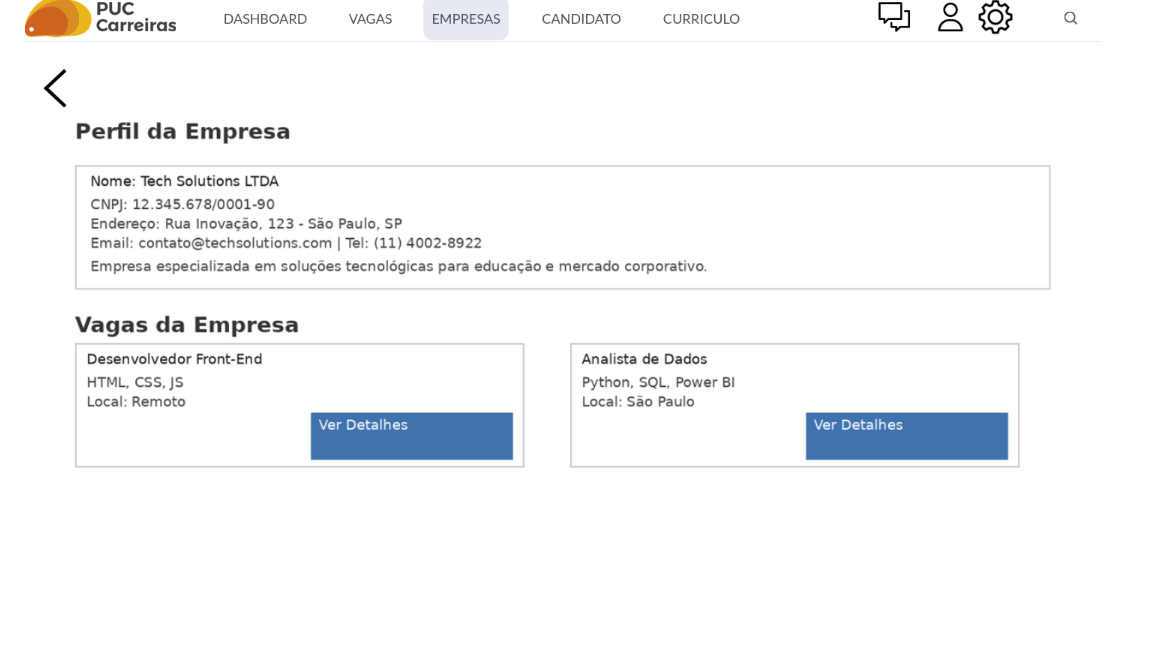 PUC
Carreiras
DASHBOARD VAGAS EMPRESAS CANDIDATO CURRICULO
Perfil da Empresa
Nome: Tech Solutions LTDA
CNPJ: 12.345.678/0001-90
Endereço: Rua Inovação, 123 - São Paulo, SP
Email: contato@techsolutions.com | Tel: (11) 4002-8922
Empresa especializada em soluções tecnológicas para educação e mercado corporativo.
Vagas da Empresa
Desenvolvedor Front-End
HTML, CSS, JS
Local: Remoto
Ver Detalhes
Analista de Dados
Python, SQL, Power BI
Local: São Paulo
Ver Detalhes